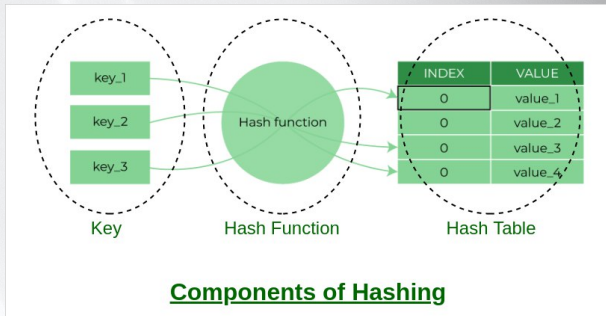 key_1
key_2
key_3
Hash function
INDEX VALUE
0 value_1
0 value_2
0 value_3
0 value_4
Key Hash Function Hash Table
Components of Hashing